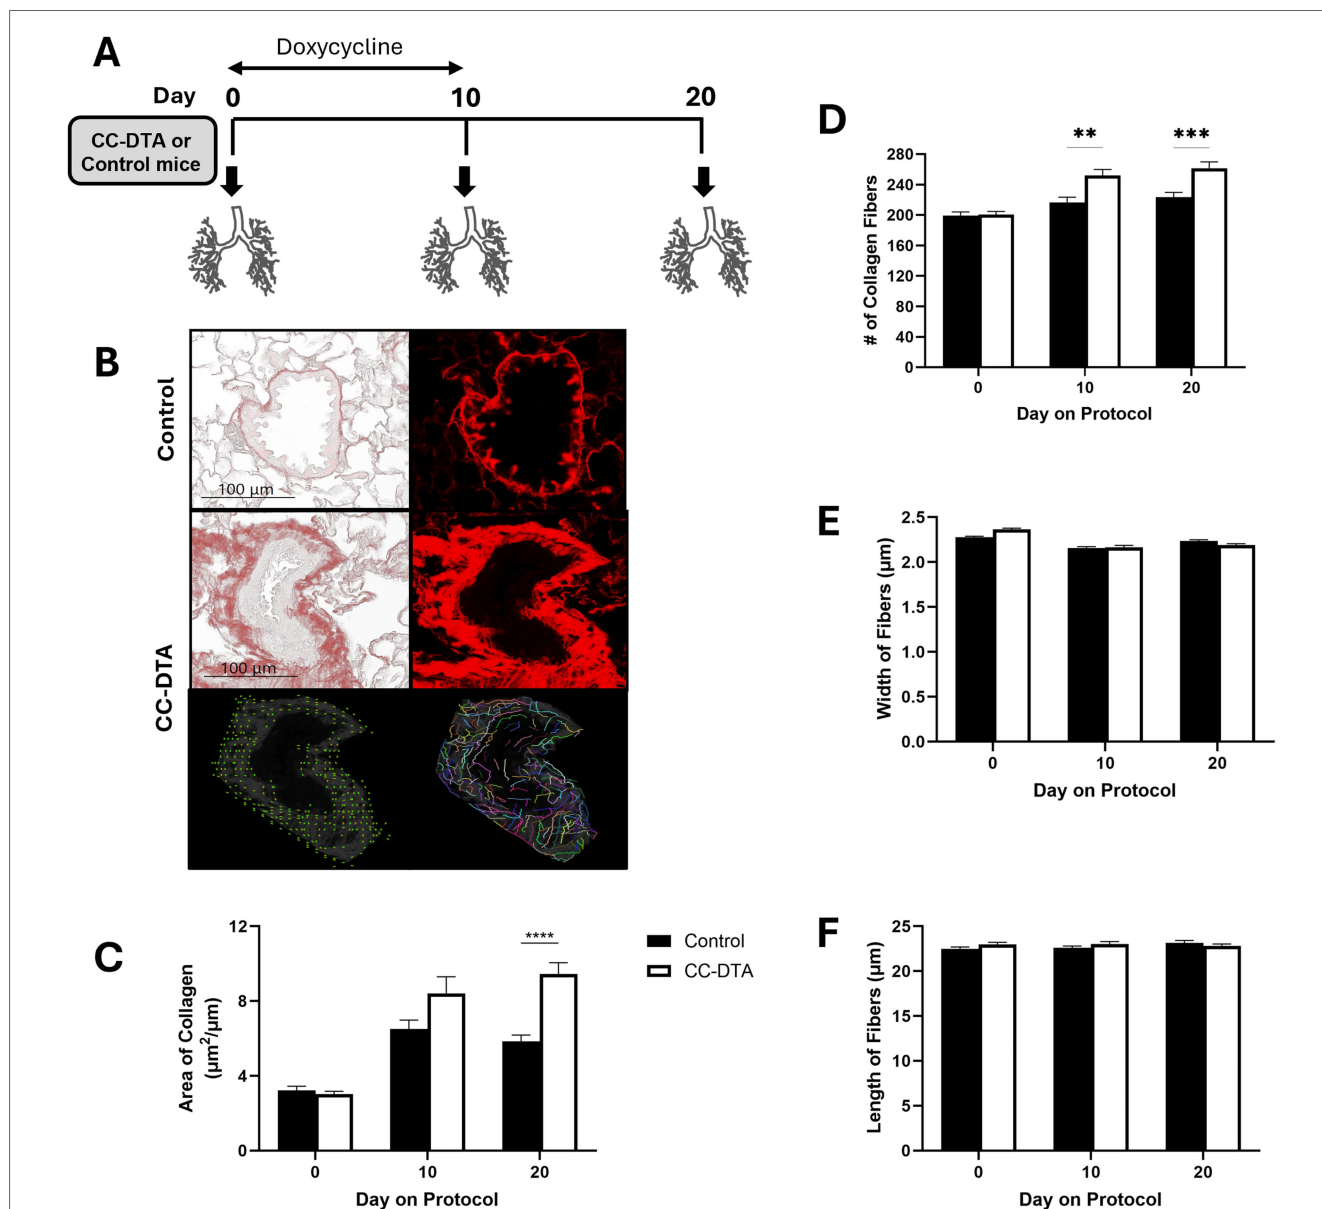 A
Doxycycline
Day 0 10 20
CC-DTA or
Control mice
B
Control
100 µm
CC-DTA
100 µm
C
Area of Collagen
(µm²/µm)
12
8
4
0
****
0 10 20
Day on Protocol
Control
CC-DTA
D
# of Collagen Fibers
280
240
200
160
120
80
40
0
** ***
0 10 20
Day on Protocol
E
Width of Fibers (µm)
2.5
2.0
1.5
1.0
0.5
0.0
0 10 20
Day on Protocol
F
Length of Fibers (µm)
25
20
15
10
5
0
0 10 20
Day on Protocol